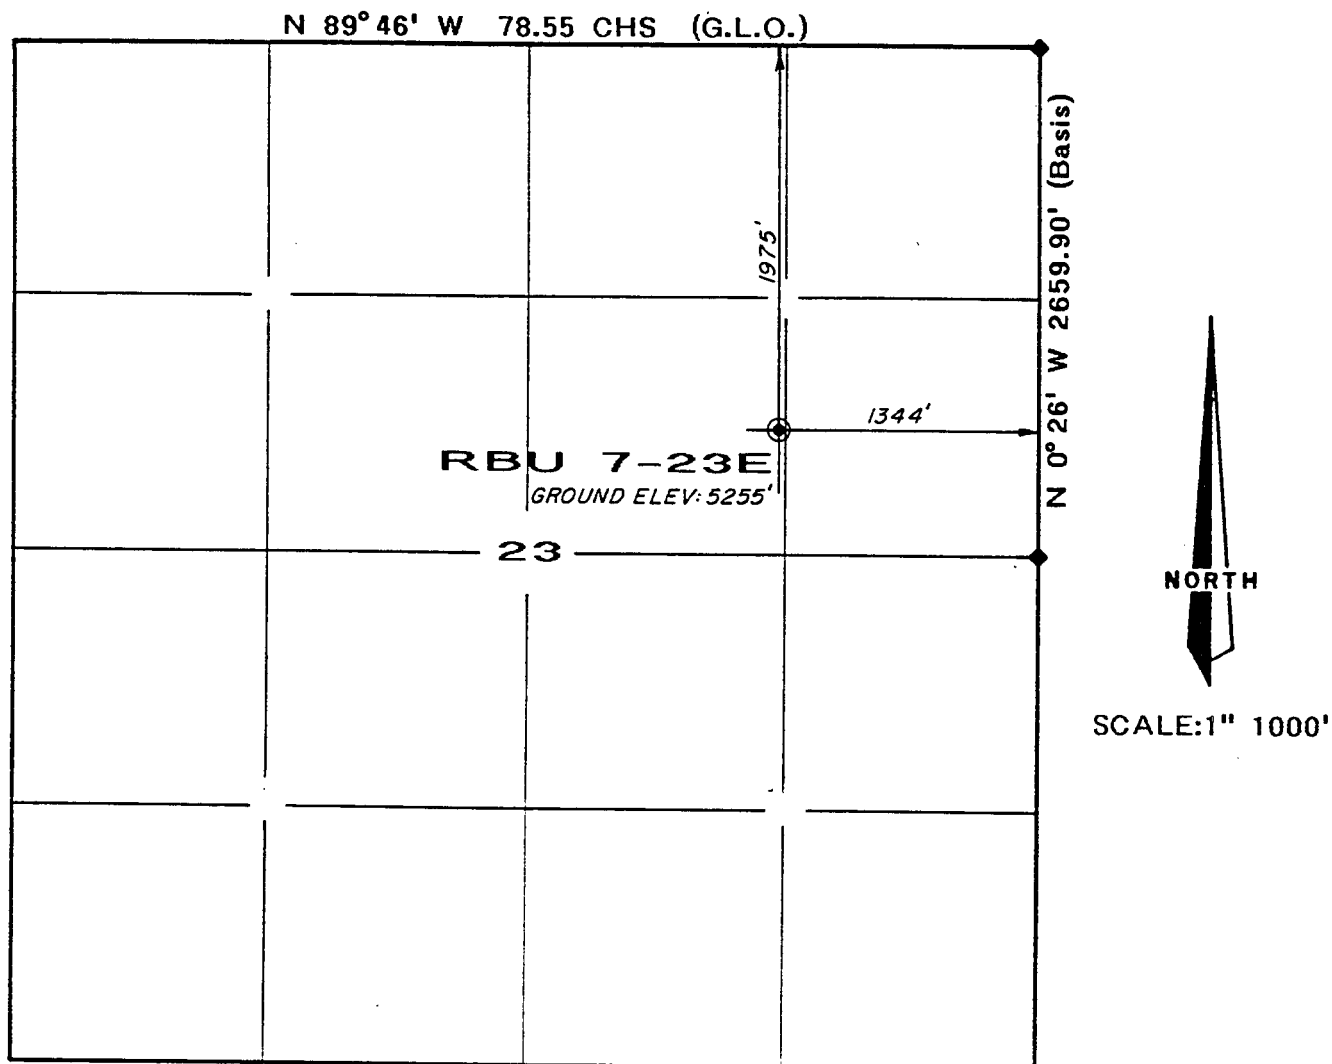 N 89°46' W 78.55 CHS (G.L.O.)
N 0°26' W 2659.90' (Basis)
1975'
1344'
RBU 7-23E
GROUND ELEV: 5255'
23
NORTH
SCALE:1" 1000'